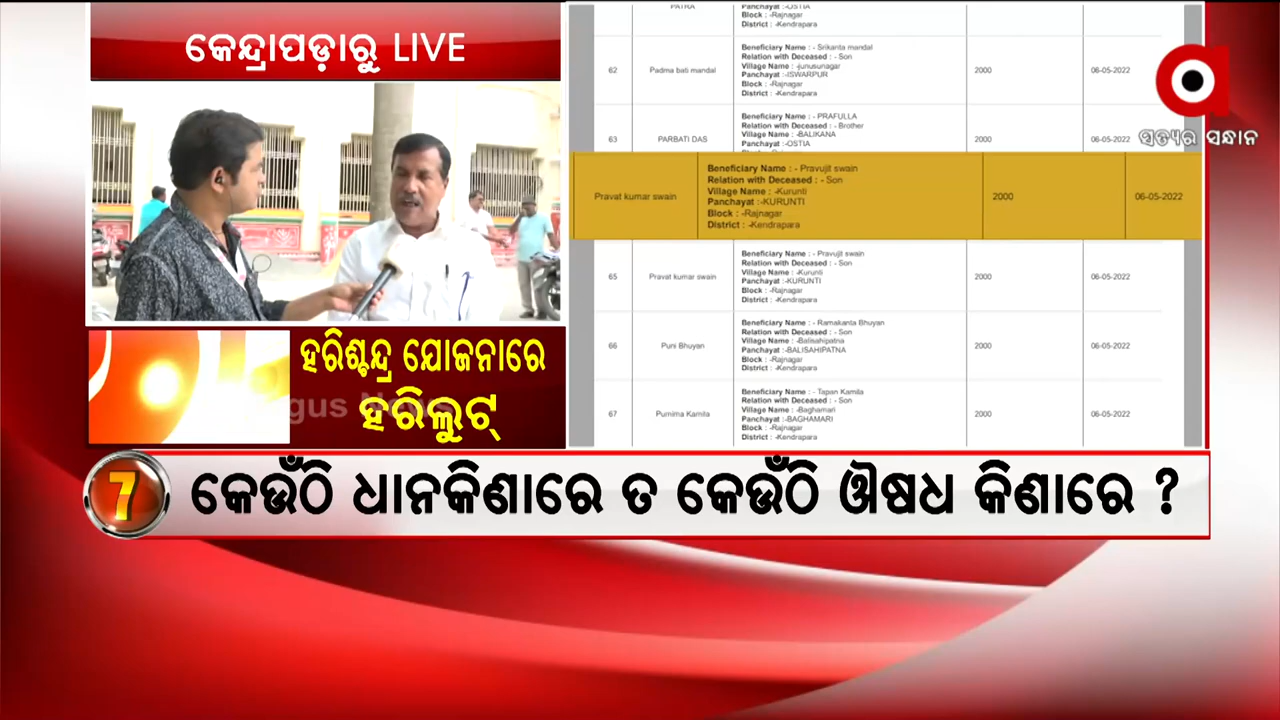 କେନ୍ଦ୍ରାପଡ଼ାରୁ LIVE
ହରିଶ୍ଚନ୍ଦ୍ର ଯୋଜନାରେ
ହରିଲୁଟ୍
PATRA
Panchayat :-OSTIA
Block : -Rajnagar
District : -Kendrapara
62 Padma bati mandal 2000 06-05-2022
Beneficiary Name : - Srikanta mandal
Relation with Deceased : - Son
Village Name : -junusunagar
Panchayat :-ISWARPUR
Block : -Rajnagar
District : -Kendrapara
63 PARBATI DAS 2000 06-05-2022
Beneficiary Name : - PRAFULLA
Relation with Deceased : - Brother
Village Name : -BALIKANA
Panchayat :-OSTIA
Pravat kumar swain 2000 06-05-2022
Beneficiary Name : - Pravujit swain
Relation with Deceased : - Son
Village Name : -Kurunti
Panchayat :-KURUNTI
Block : -Rajnagar
District : -Kendrapara
65 Pravat kumar swain 2000 06-05-2022
Beneficiary Name : - Pravujit swain
Relation with Deceased : - Son
Village Name : -Kurunti
Panchayat :-KURUNTI
Block : -Rajnagar
District : -Kendrapara
66 Puni Bhuyan 2000 06-05-2022
Beneficiary Name : - Ramakanta Bhuyan
Relation with Deceased : - Son
Village Name : -Balisahipatna
Panchayat :-BALISAHIPATNA
Block : -Rajnagar
District : -Kendrapara
67 Purnima Kamila 2000 06-05-2022
Beneficiary Name : - Tapan Kamila
Relation with Deceased : - Son
Village Name : -Baghamari
Panchayat :-BAGHAMARI
Block : -Rajnagar
District : -Kendrapara
ସତ୍ୟର ସନ୍ଧାନ
7 କେଉଁଠି ଧାନକିଣାରେ ତ କେଉଁଠି ଔଷଧ କିଣାରେ ?